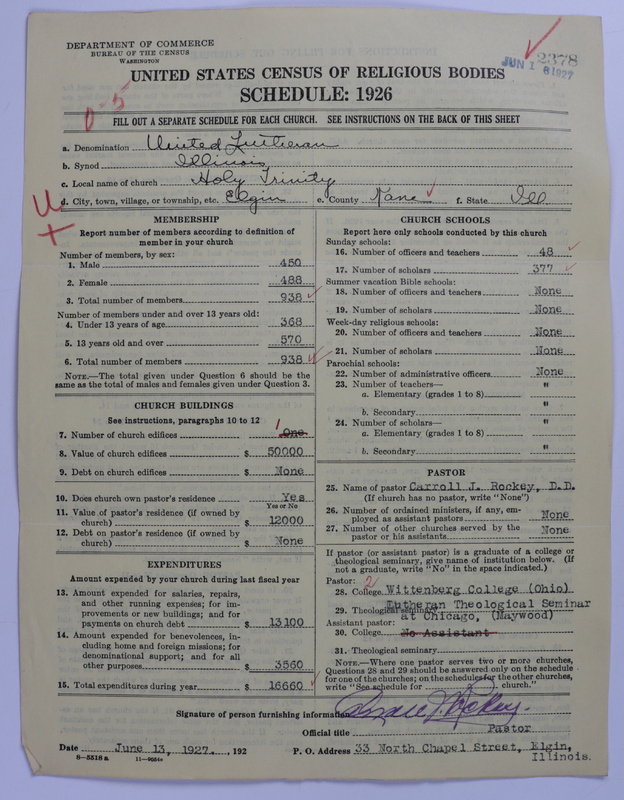 DEPARTMENT OF COMMERCE
BUREAU OF THE CENSUS
WASHINGTON
JUN 16 1927
2378
UNITED STATES CENSUS OF RELIGIOUS BODIES
SCHEDULE: 1926
0-5
FILL OUT A SEPARATE SCHEDULE FOR EACH CHURCH. SEE INSTRUCTIONS ON THE BACK OF THIS SHEET
a. Denomination United Lutheran
b. Synod Illinois
c. Local name of church Holy Trinity
d. City, town, village, or township, etc. Elgin e. County Kane f. State Ill
U
MEMBERSHIP
Report number of members according to definition of
member in your church
Number of members, by sex:
1. Male 450
2. Female 488
3. Total number of members 938
Number of members under and over 13 years old:
4. Under 13 years of age 368
5. 13 years old and over 570
6. Total number of members 938
NOTE.—The total given under Question 6 should be the
same as the total of males and females given under Question 3.
CHURCH BUILDINGS
See instructions, paragraphs 10 to 12
7. Number of church edifices One 1
8. Value of church edifices $ 50000
9. Debt on church edifices $ None
10. Does church own pastor's residence Yes
Yes or No
11. Value of pastor's residence (if owned by
church) $ 12000
12. Debt on pastor's residence (if owned by
church) $ None
EXPENDITURES
Amount expended by your church during last fiscal year
13. Amount expended for salaries, repairs,
and other running expenses; for im-
provements or new buildings; and for
payments on church debt $ 13100
14. Amount expended for benevolences, in-
cluding home and foreign missions; for
denominational support; and for all
other purposes $ 3560
15. Total expenditures during year $ 16660
CHURCH SCHOOLS
Report here only schools conducted by this church
Sunday schools:
16. Number of officers and teachers 48
17. Number of scholars 377
Summer vacation Bible schools:
18. Number of officers and teachers None
19. Number of scholars None
Week-day religious schools:
20. Number of officers and teachers None
21. Number of scholars None
Parochial schools:
22. Number of administrative officers None
23. Number of teachers—
a. Elementary (grades 1 to 8) "
b. Secondary "
24. Number of scholars—
a. Elementary (grades 1 to 8) "
b. Secondary "
PASTOR
25. Name of pastor Carroll J. Rockey, D.D.
(If church has no pastor, write "None")
26. Number of ordained ministers, if any, em-
ployed as assistant pastors None
27. Number of other churches served by the
pastor or his assistants None
If pastor (or assistant pastor) is a graduate of a college or
theological seminary, give name of institution below. (If
not a graduate, write "No" in the space indicated.)
Pastor: 2
28. College Wittenberg College (Ohio)
29. Theological seminary Lutheran Theological Seminar
at Chicago, (Maywood)
Assistant pastor:
30. College No Assistant
31. Theological seminary
NOTE.—Where one pastor serves two or more churches,
Questions 28 and 29 should be answered only on the schedule
for one of the churches; on the schedules for the other churches,
write "See schedule for church."
Signature of person furnishing information Carroll J. Rockey.
Official title Pastor
Date June 13, 1927., 192 P. O. Address 33 North Chapel Street, Elgin,
Illinois.
8—5518 a 11—9054a